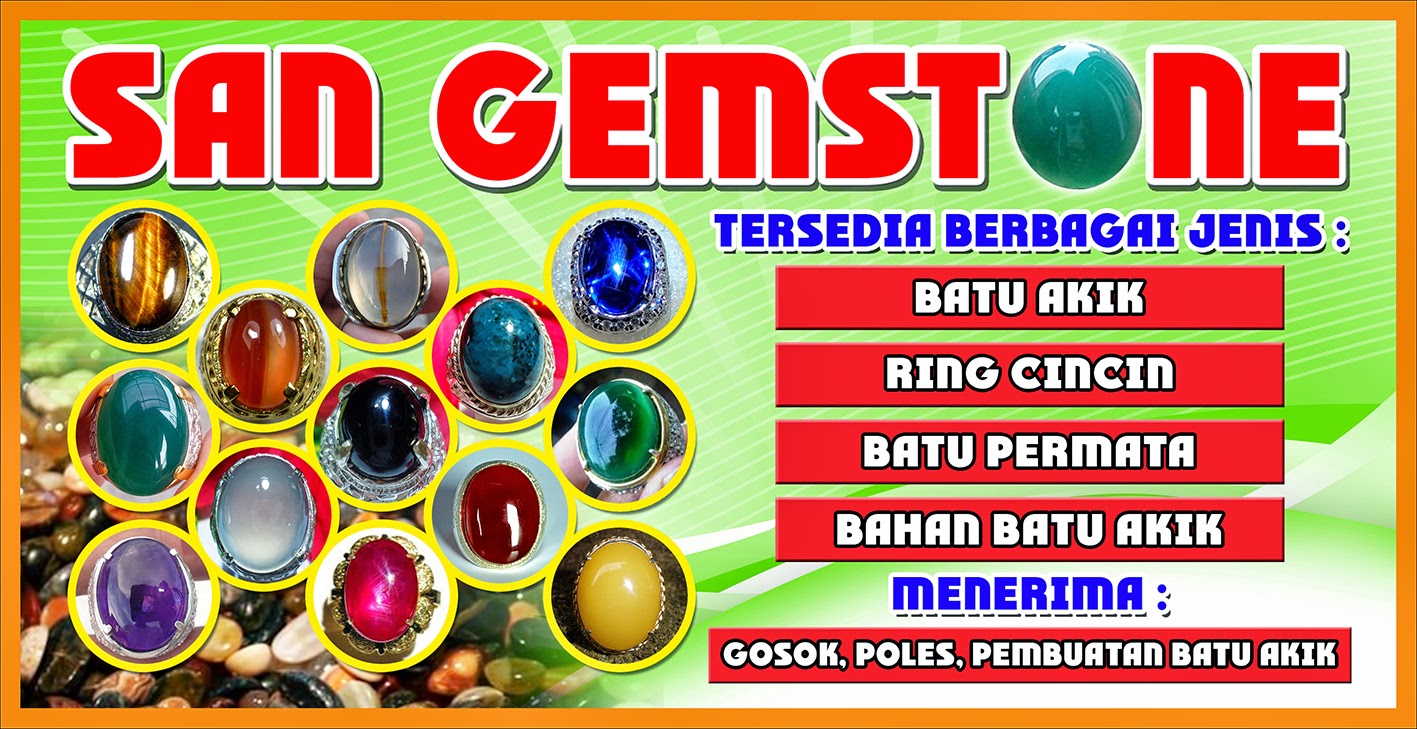 SAN GEMSTONE
TERSEDIA BERBAGAI JENIS :
BATU AKIK
RING CINCIN
BATU PERMATA
BAHAN BATU AKIK
MENERIMA :
GOSOK, POLES, PEMBUATAN BATU AKIK